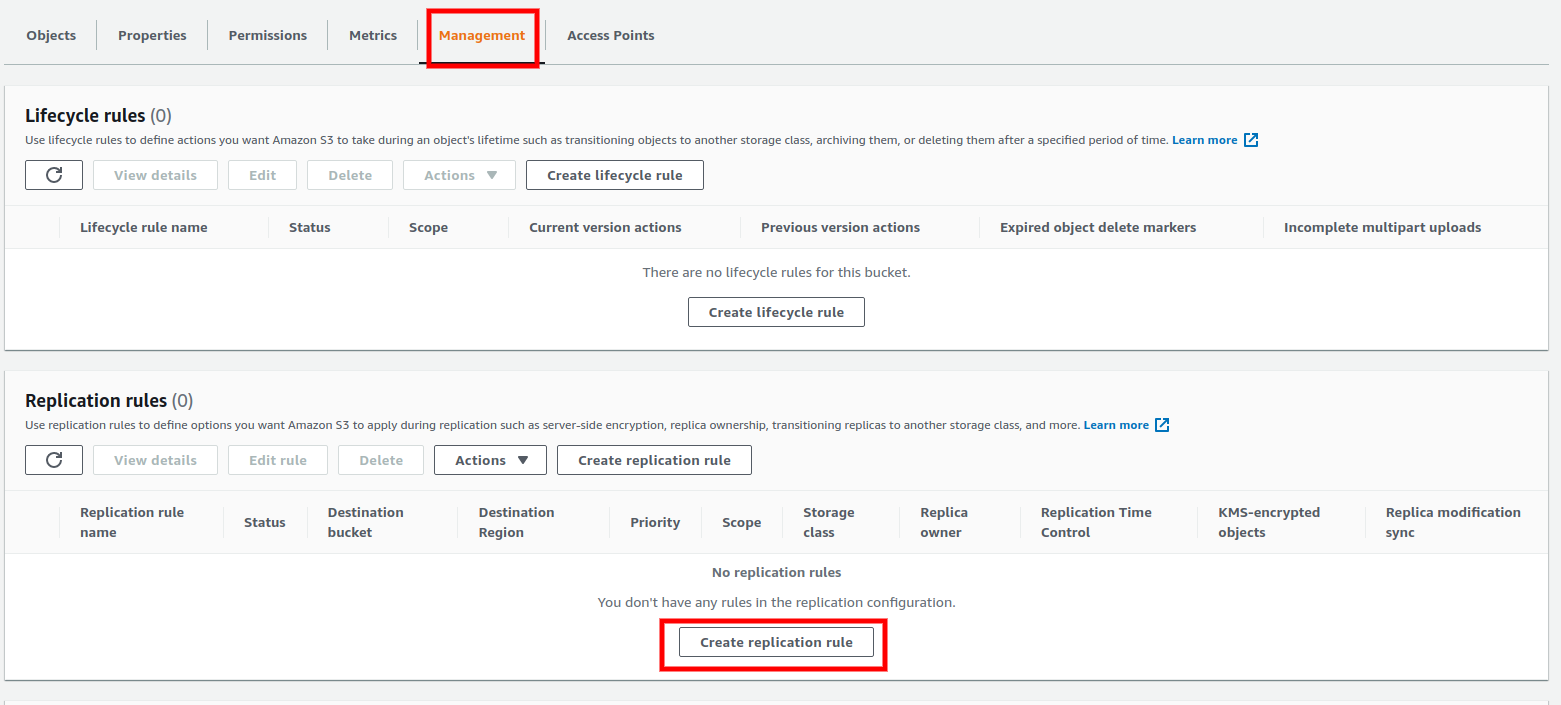 Objects Properties Permissions Metrics Management Access Points
Lifecycle rules (0)
Use lifecycle rules to define actions you want Amazon S3 to take during an object's lifetime such as transitioning objects to another storage class, archiving them, or deleting them after a specified period of time. Learn more
View details Edit Delete Actions Create lifecycle rule
Lifecycle rule name Status Scope Current version actions Previous version actions Expired object delete markers Incomplete multipart uploads
There are no lifecycle rules for this bucket.
Create lifecycle rule
Replication rules (0)
Use replication rules to define options you want Amazon S3 to apply during replication such as server-side encryption, replica ownership, transitioning replicas to another storage class, and more. Learn more
View details Edit rule Delete Actions Create replication rule
Replication rule name Status Destination bucket Destination Region Priority Scope Storage class Replica owner Replication Time Control KMS-encrypted objects Replica modification sync
No replication rules
You don't have any rules in the replication configuration.
Create replication rule